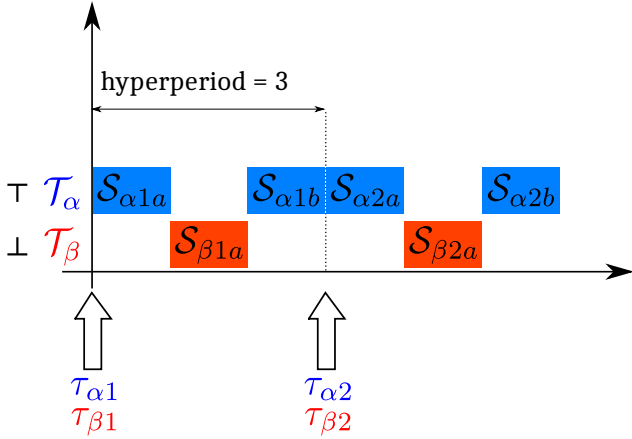 hyperperiod = 3
⊤ 𝒯α 𝒮α1a 𝒮α1b 𝒮α2a 𝒮α2b
⊥ 𝒯β 𝒮β1a 𝒮β2a
τα1 τα2
τβ1 τβ2